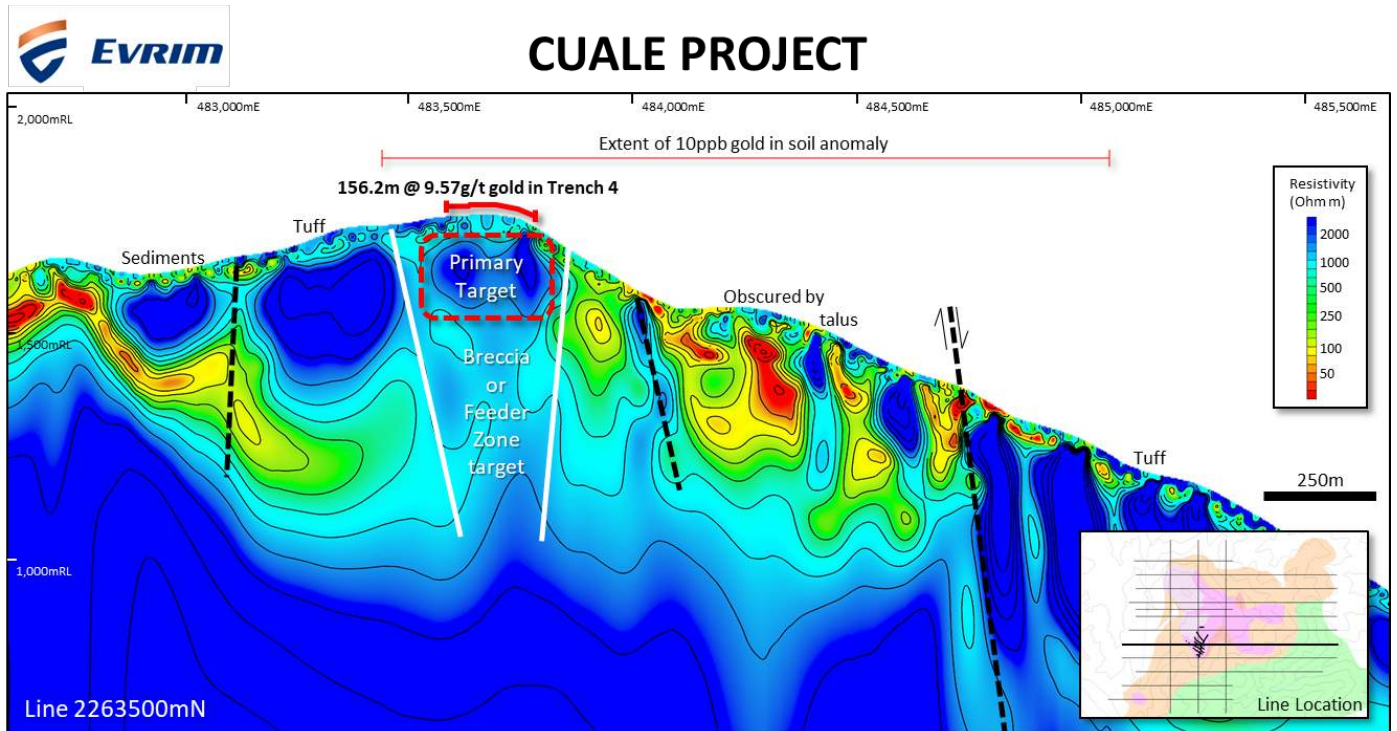 EVRIM
CUALE PROJECT
483,000mE
483,500mE
484,000mE
484,500mE
485,000mE
485,500mE
2,000mRL
Extent of 10ppb gold in soil anomaly
156.2m @ 9.57g/t gold in Trench 4
Resistivity
(Ohm m)
2000
1000
500
250
100
50
Tuff
Sediments
Primary
Target
Obscured by
talus
1,500mRL
Breccia
or
Feeder
Zone
target
Tuff
250m
1,000mRL
Line 2263500mN
Line Location